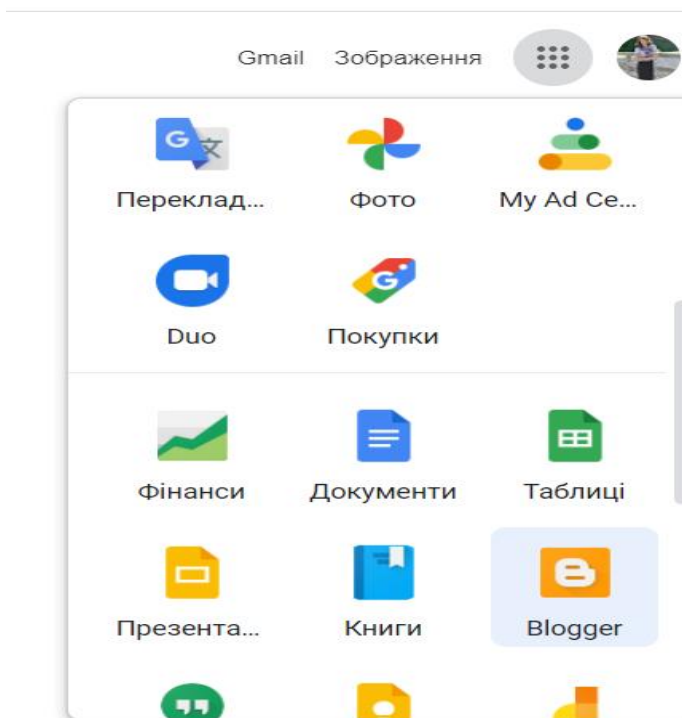 Gmail Зображення
Переклад... Фото My Ad Ce...
Duo Покупки
Фінанси Документи Таблиці
Презента... Книги Blogger